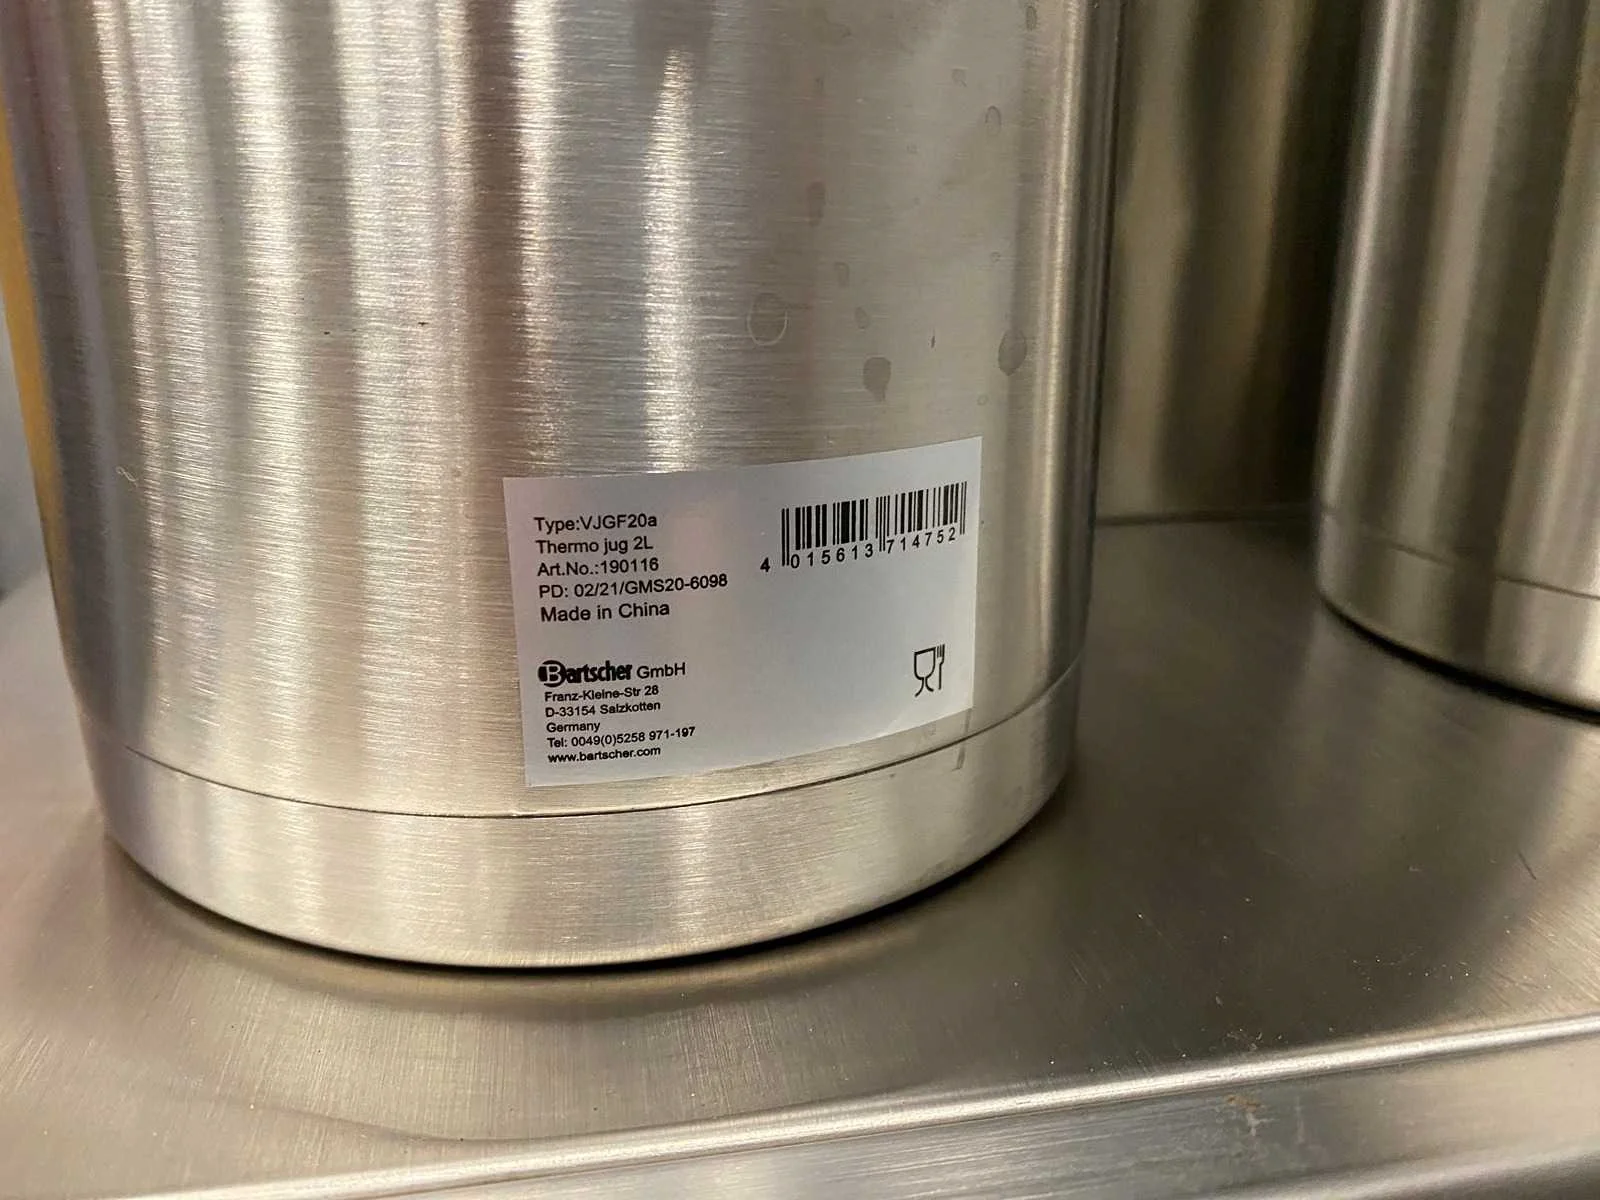 Type:VJGF20a
Thermo jug 2L
Art.No.:190116
PD: 02/21/GMS20-6098
Made in China
4 015613 714752
Bartscher GmbH
Franz-Kleine-Str 28
D-33154 Salzkotten
Germany
Tel: 0049(0)5258 971-197
www.bartscher.com